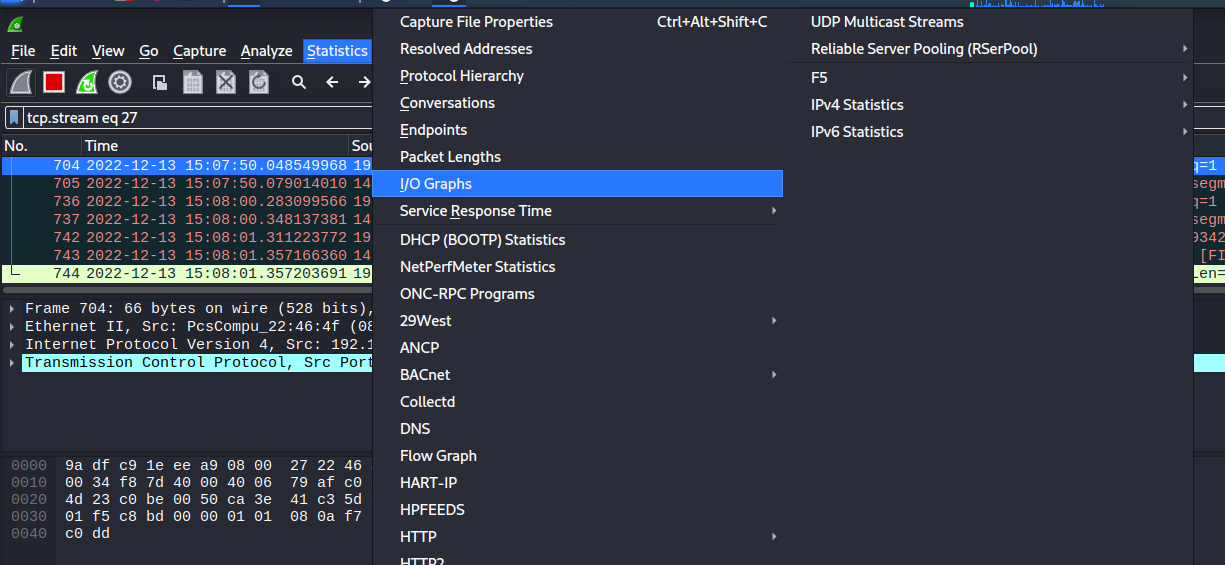 File Edit View Go Capture Analyze Statistics
tcp.stream eq 27
No. Time Sou
704 2022-12-13 15:07:50.048549968 19 q=1
705 2022-12-13 15:07:50.079014010 14 segm
736 2022-12-13 15:08:00.283099566 19 q=1
737 2022-12-13 15:08:00.348137381 14 segm
742 2022-12-13 15:08:01.311223772 19 9342
743 2022-12-13 15:08:01.357166360 14 [FI
744 2022-12-13 15:08:01.357203691 19 Len=
Frame 704: 66 bytes on wire (528 bits),
Ethernet II, Src: PcsCompu_22:46:4f (08
Internet Protocol Version 4, Src: 192.1
Transmission Control Protocol, Src Port
0000 9a df c9 1e ee a9 08 00 27 22 46
0010 00 34 f8 7d 40 00 40 06 79 af c0
0020 4d 23 c0 be 00 50 ca 3e 41 c3 5d
0030 01 f5 c8 bd 00 00 01 01 08 0a f7
0040 c0 dd
Capture File Properties Ctrl+Alt+Shift+C
Resolved Addresses
Protocol Hierarchy
Conversations
Endpoints
Packet Lengths
I/O Graphs
Service Response Time
DHCP (BOOTP) Statistics
NetPerfMeter Statistics
ONC-RPC Programs
29West
ANCP
BACnet
Collectd
DNS
Flow Graph
HART-IP
HPFEEDS
HTTP
HTTP2
UDP Multicast Streams
Reliable Server Pooling (RSerPool)
F5
IPv4 Statistics
IPv6 Statistics